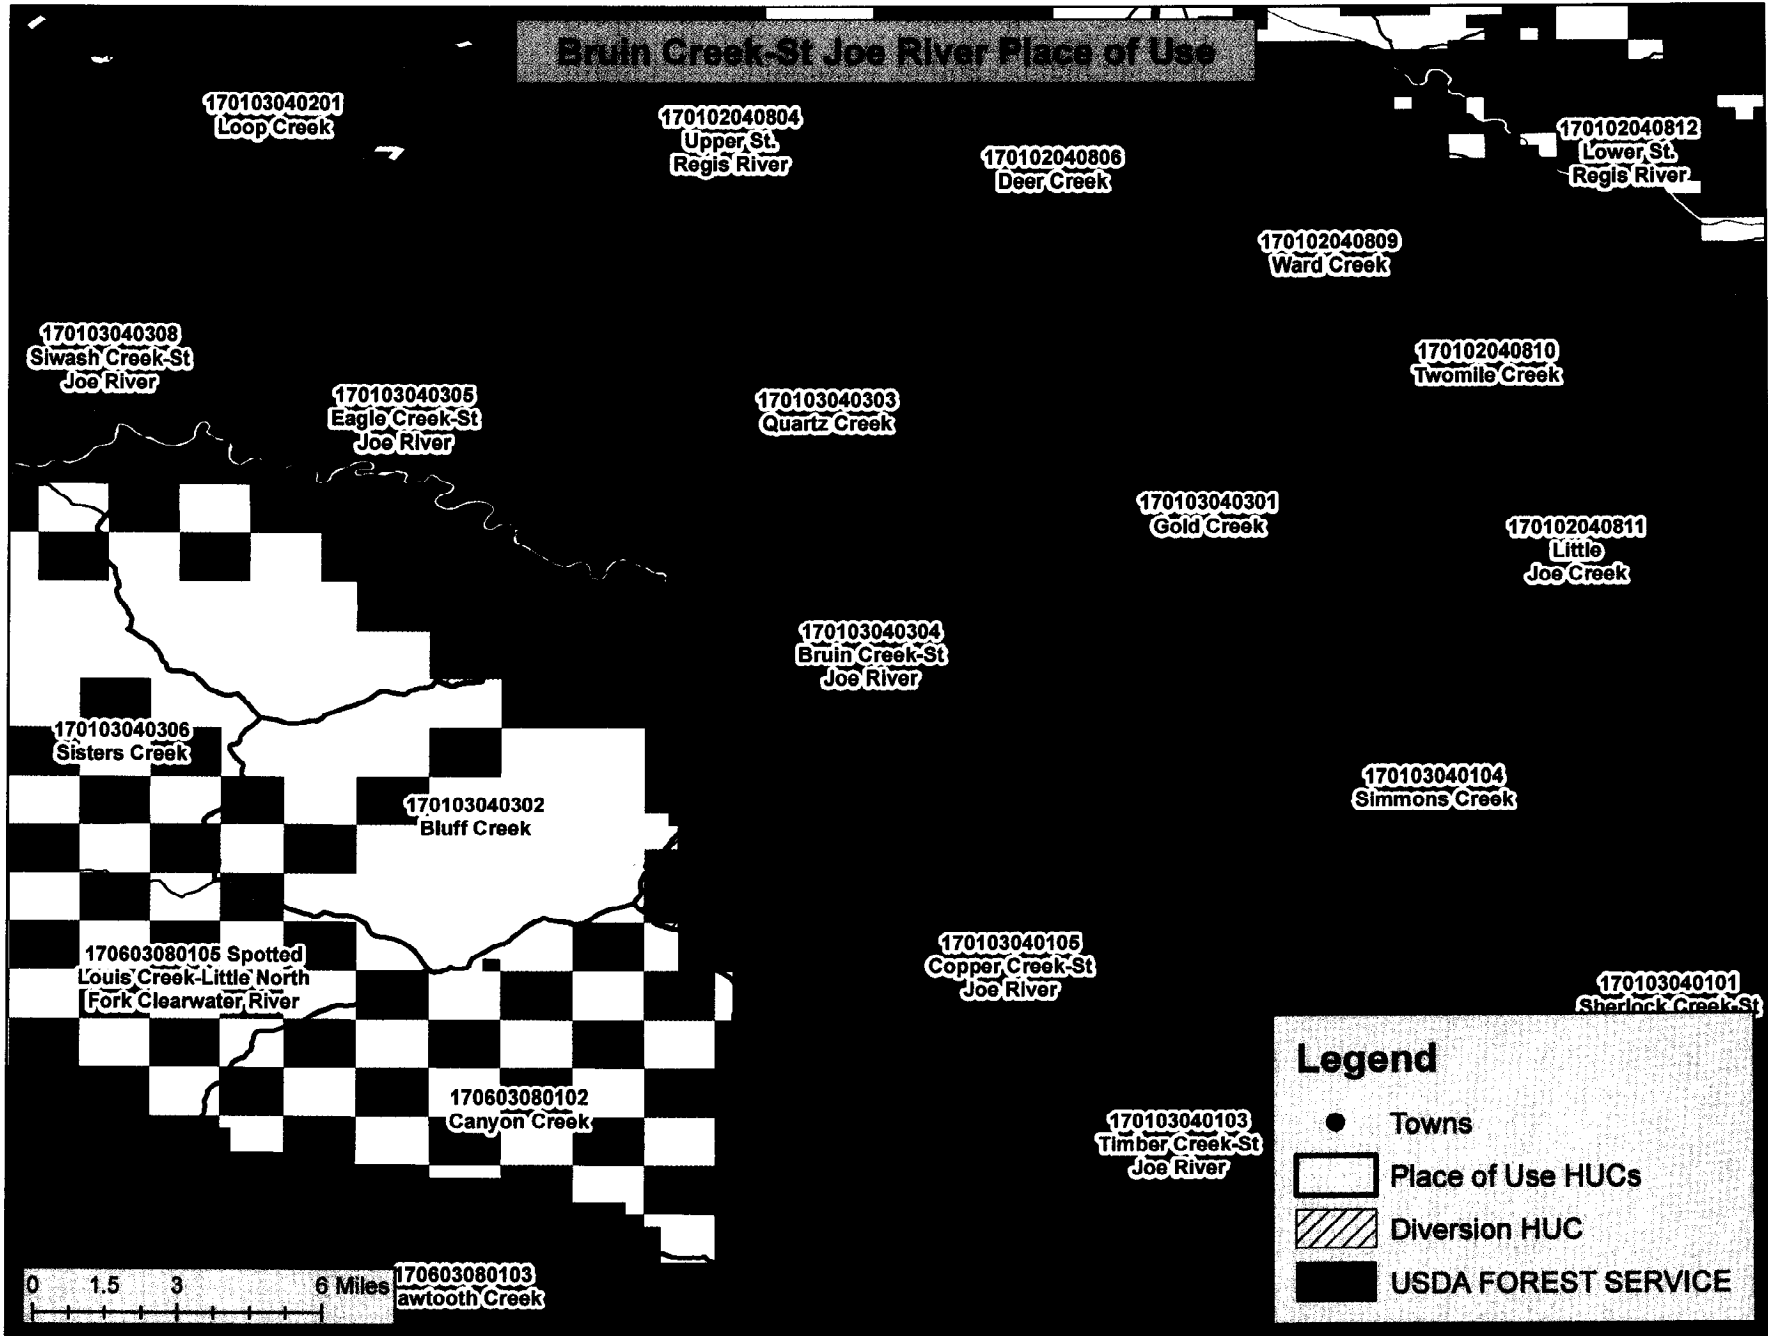 Bruin Creek-St Joe River Place of Use
170103040201
Loop Creek
170102040804
Upper St.
Regis River
170102040806
Deer Creek
170102040812
Lower St.
Regis River
170102040809
Ward Creek
170103040308
Siwash Creek-St
Joe River
170103040305
Eagle Creek-St
Joe River
170103040303
Quartz Creek
170102040810
Twomile Creek
170103040301
Gold Creek
170102040811
Little
Joe Creek
170103040304
Bruin Creek-St
Joe River
170103040306
Sisters Creek
170103040302
Bluff Creek
170103040104
Simmons Creek
170603080105 Spotted
Louis Creek-Little North
Fork Clearwater River
170103040105
Copper Creek-St
Joe River
170103040101
Sherlock Creek-St
170603080102
Canyon Creek
170103040103
Timber Creek-St
Joe River
170603080103
awtooth Creek
0 1.5 3 6 Miles
Legend
Towns
Place of Use HUCs
Diversion HUC
USDA FOREST SERVICE